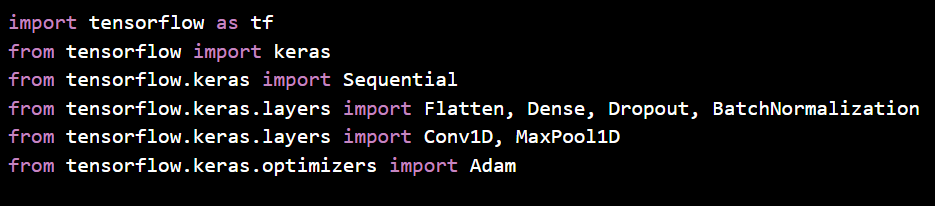 import tensorflow as tf
from tensorflow import keras
from tensorflow.keras import Sequential
from tensorflow.keras.layers import Flatten, Dense, Dropout, BatchNormalization
from tensorflow.keras.layers import Conv1D, MaxPool1D
from tensorflow.keras.optimizers import Adam